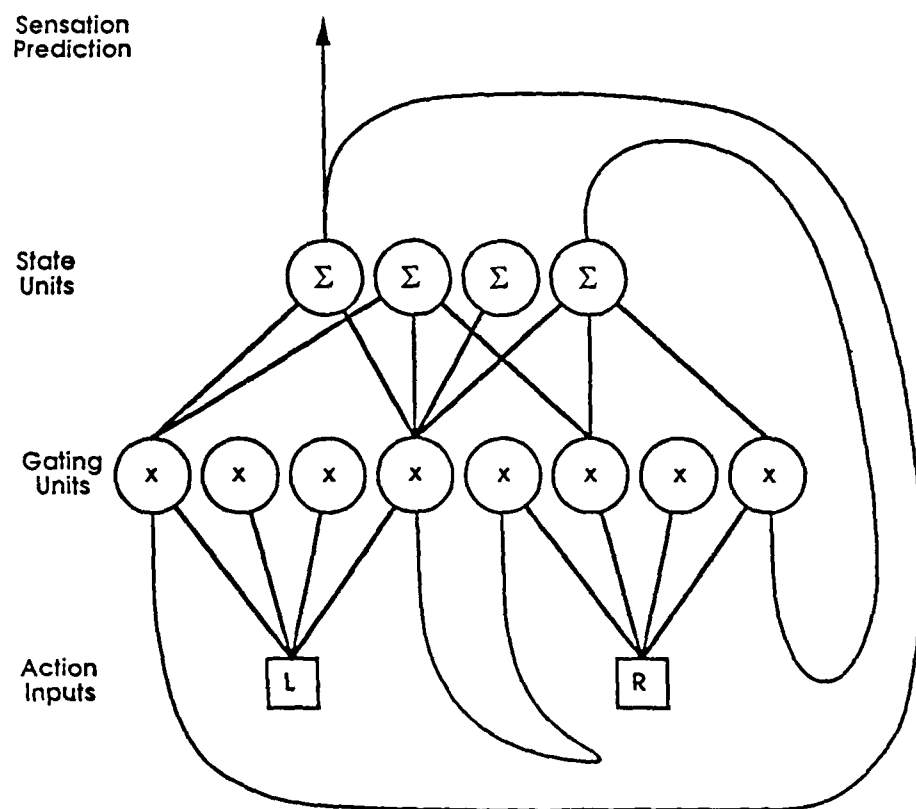 Sensation
Prediction
State
Units
Σ Σ Σ Σ
Gating
Units
x x x x x x x x
Action
Inputs
L R